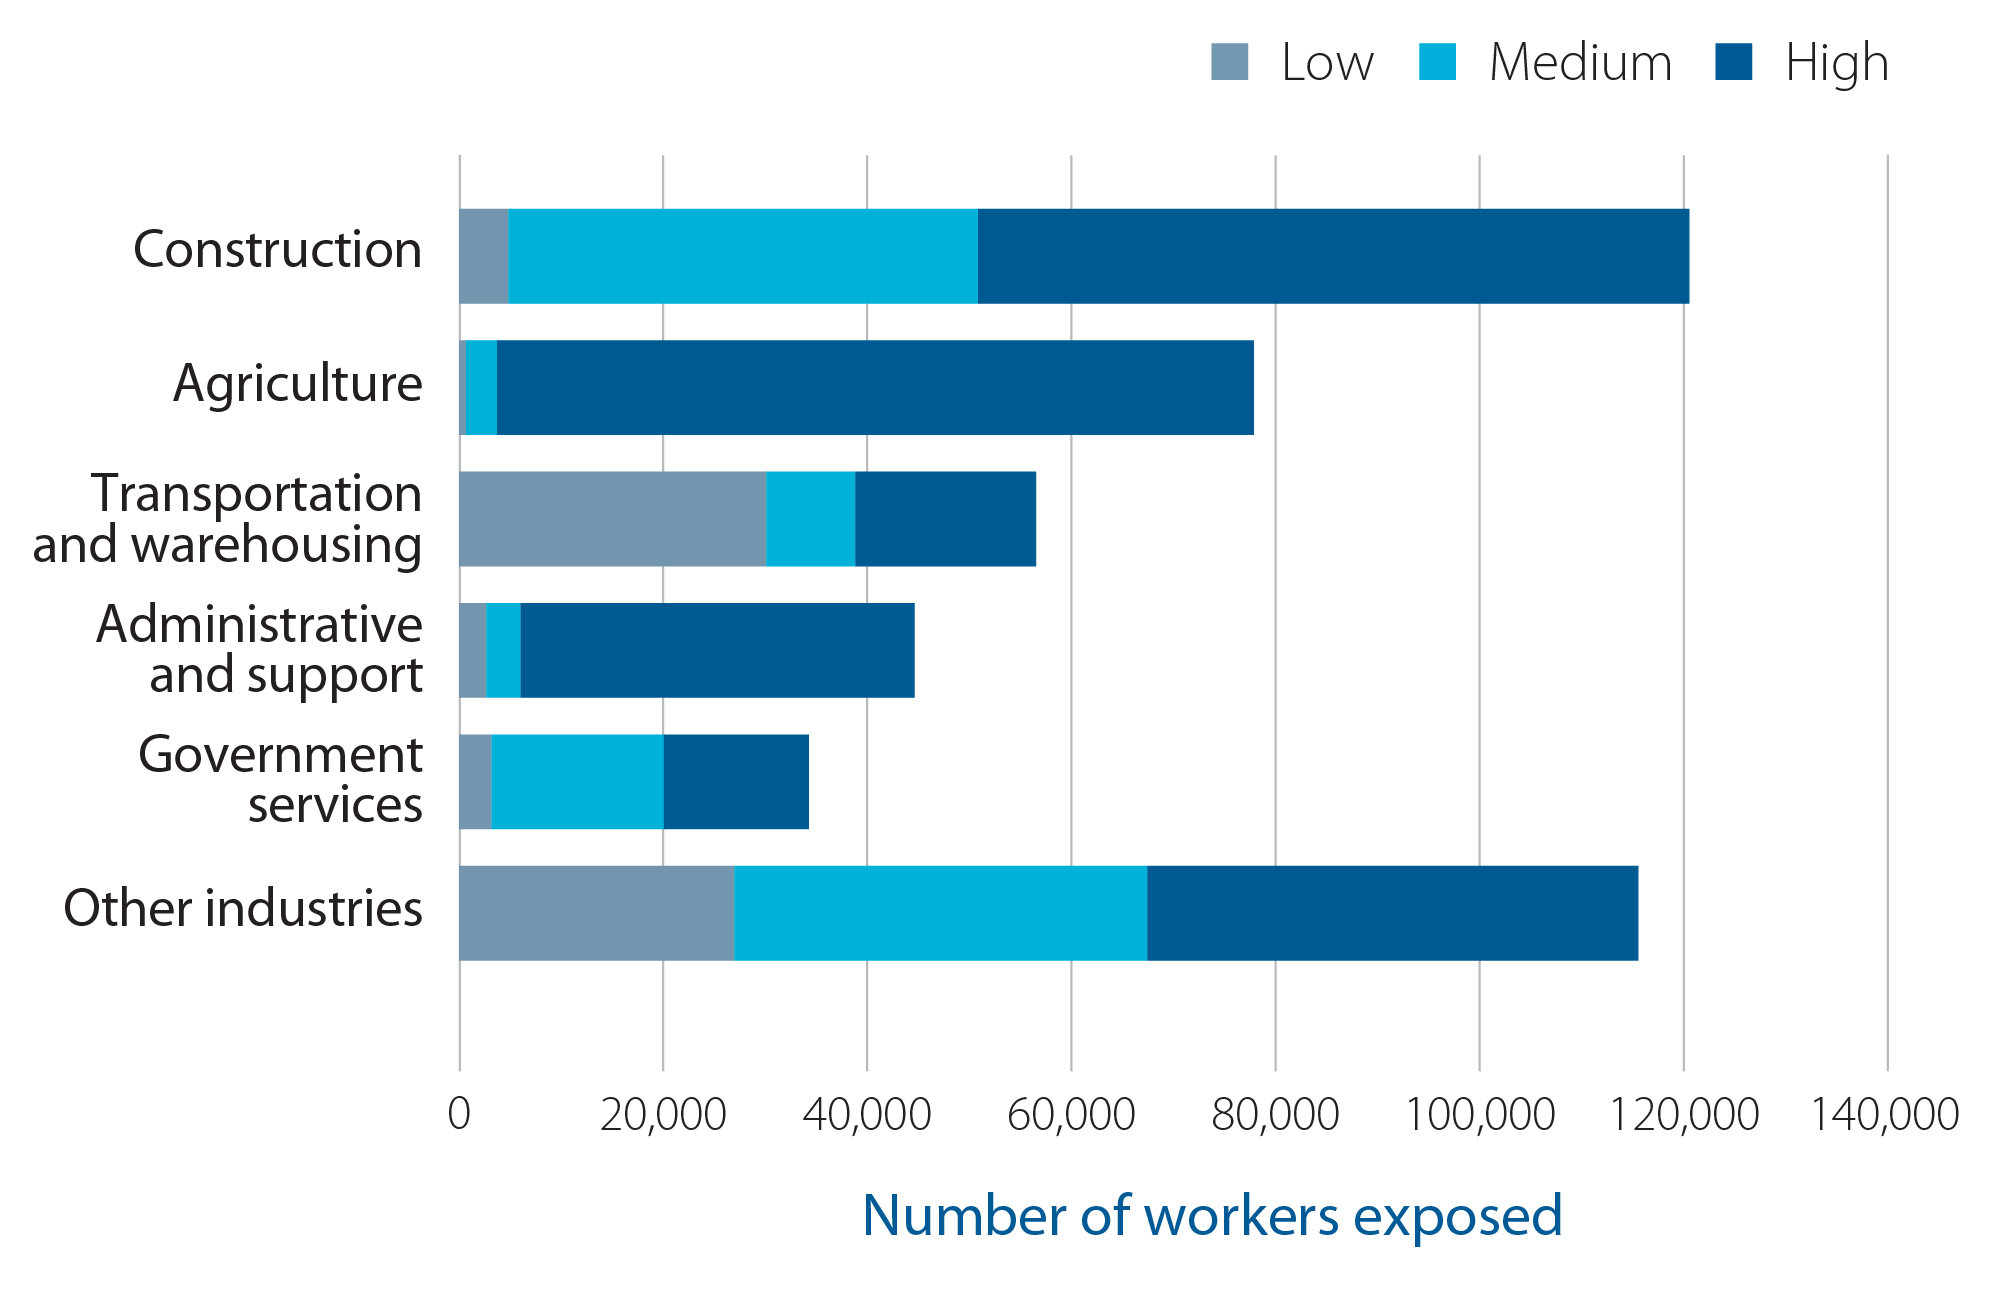 Low Medium High
Construction
Agriculture
Transportation
and warehousing
Administrative
and support
Government
services
Other industries
0 20,000 40,000 60,000 80,000 100,000 120,000 140,000
Number of workers exposed